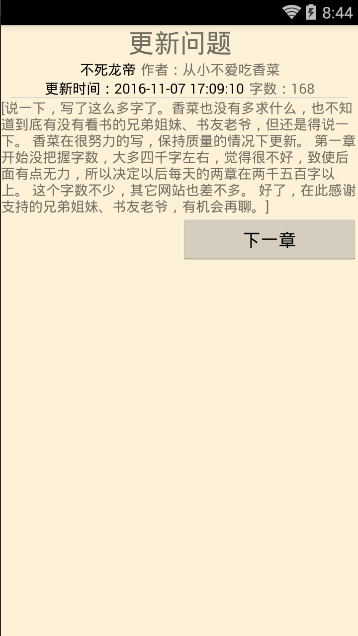 8:44
更新问题
不死龙帝 作者：从小不爱吃香菜
更新时间：2016-11-07 17:09:10 字数：168
[说一下，写了这么多字了。香菜也没有多求什么，也不知
道到底有没有看书的兄弟姐妹、书友老爷，但还是得说一
下。 香菜在很努力的写，保持质量的情况下更新。 第一章
开始没把握字数，大多四千字左右，觉得很不好，致使后
面有点无力，所以决定以后每天的两章在两千五百字以
上。 这个字数不少，其它网站也差不多。 好了，在此感谢
支持的兄弟姐妹、书友老爷，有机会再聊。]
下一章